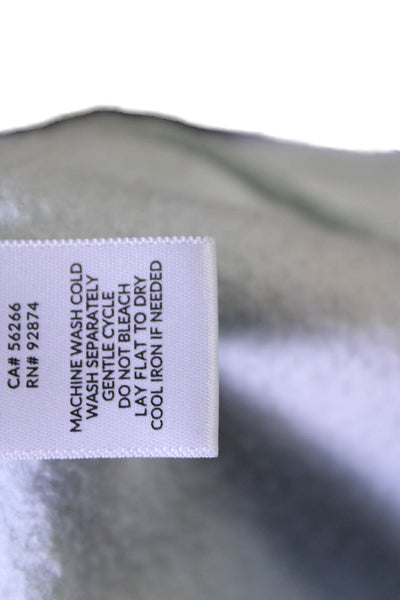 CA# 56266
RN# 92874
MACHINE WASH COLD
WASH SEPARATELY
GENTLE CYCLE
DO NOT BLEACH
LAY FLAT TO DRY
COOL IRON IF NEEDED